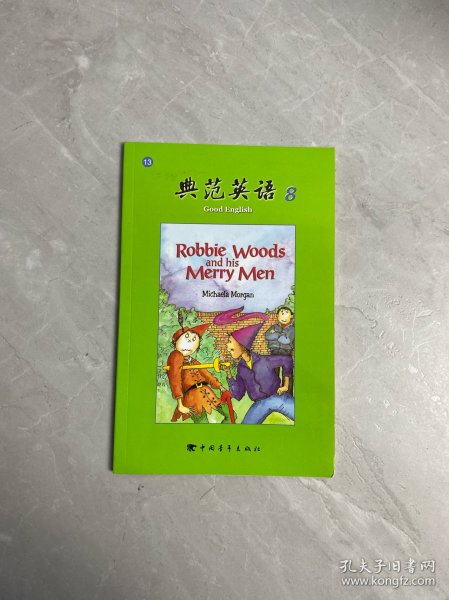 13
典范英语 8
Good English
Robbie Woods
and his
Merry Men
Michaela Morgan
中国青年出版社
孔夫子旧书网
www.kongfz.com